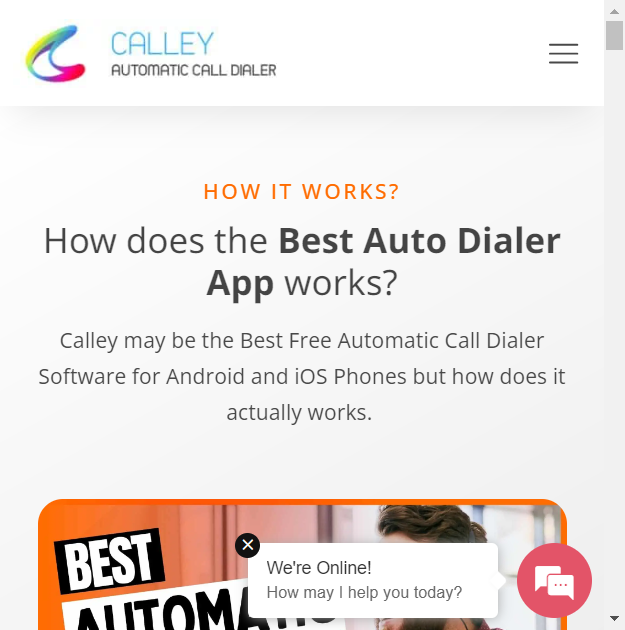 CALLEY
AUTOMATIC CALL DIALER
HOW IT WORKS?
How does the Best Auto Dialer
App works?
Calley may be the Best Free Automatic Call Dialer
Software for Android and iOS Phones but how does it
actually works.
BEST
We're Online!
How may I help you today?